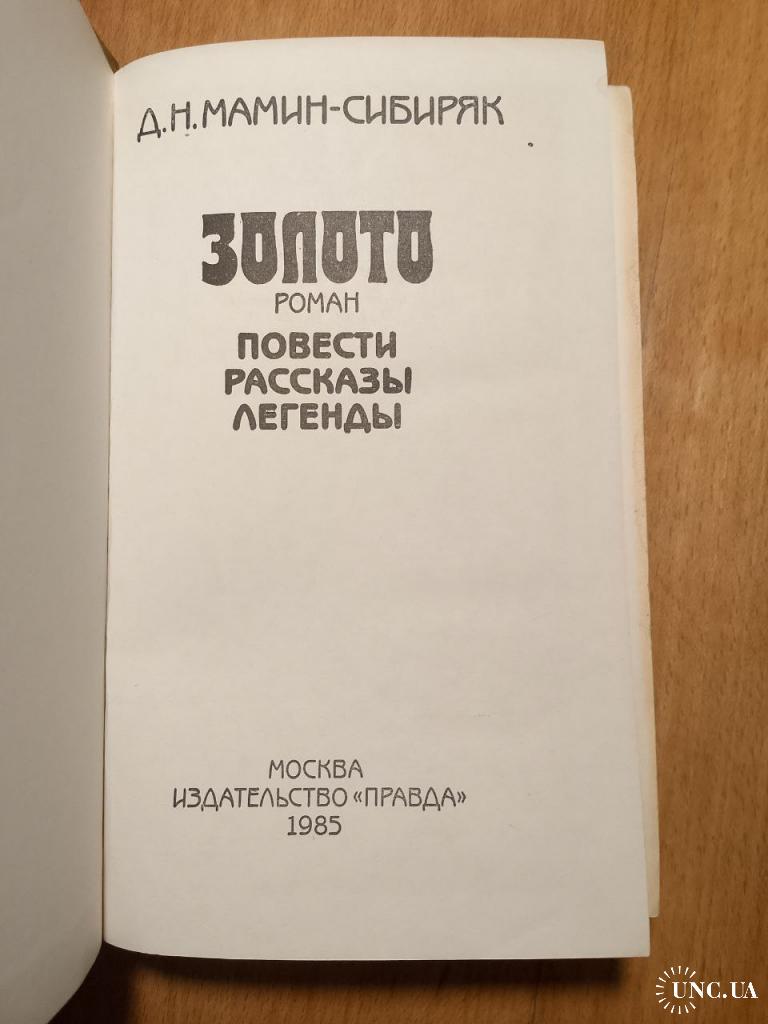 Д.Н.МАМИН-СИБИРЯК
ЗОЛОТО
РОМАН
ПОВЕСТИ
РАССКАЗЫ
ЛЕГЕНДЫ
МОСКВА
ИЗДАТЕЛЬСТВО «ПРАВДА»
1985
UNC.UA